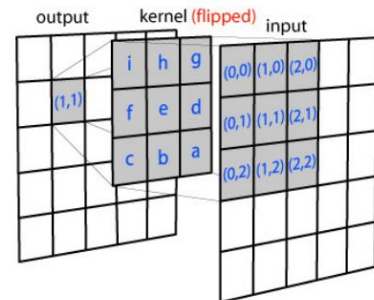 output kernel (flipped) input
i h g
f e d
c b a
(1,1)
(0,0) (1,0) (2,0)
(0,1) (1,1) (2,1)
(0,2) (1,2) (2,2)